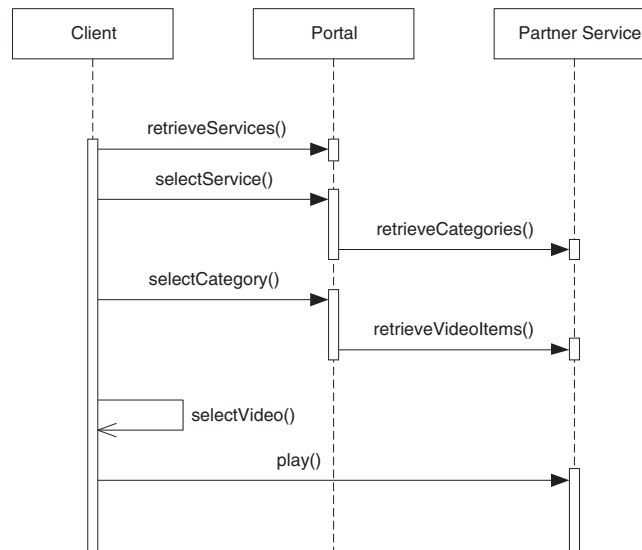 Client
Portal
Partner Service
retrieveServices()
selectService()
retrieveCategories()
selectCategory()
retrieveVideoItems()
selectVideo()
play()